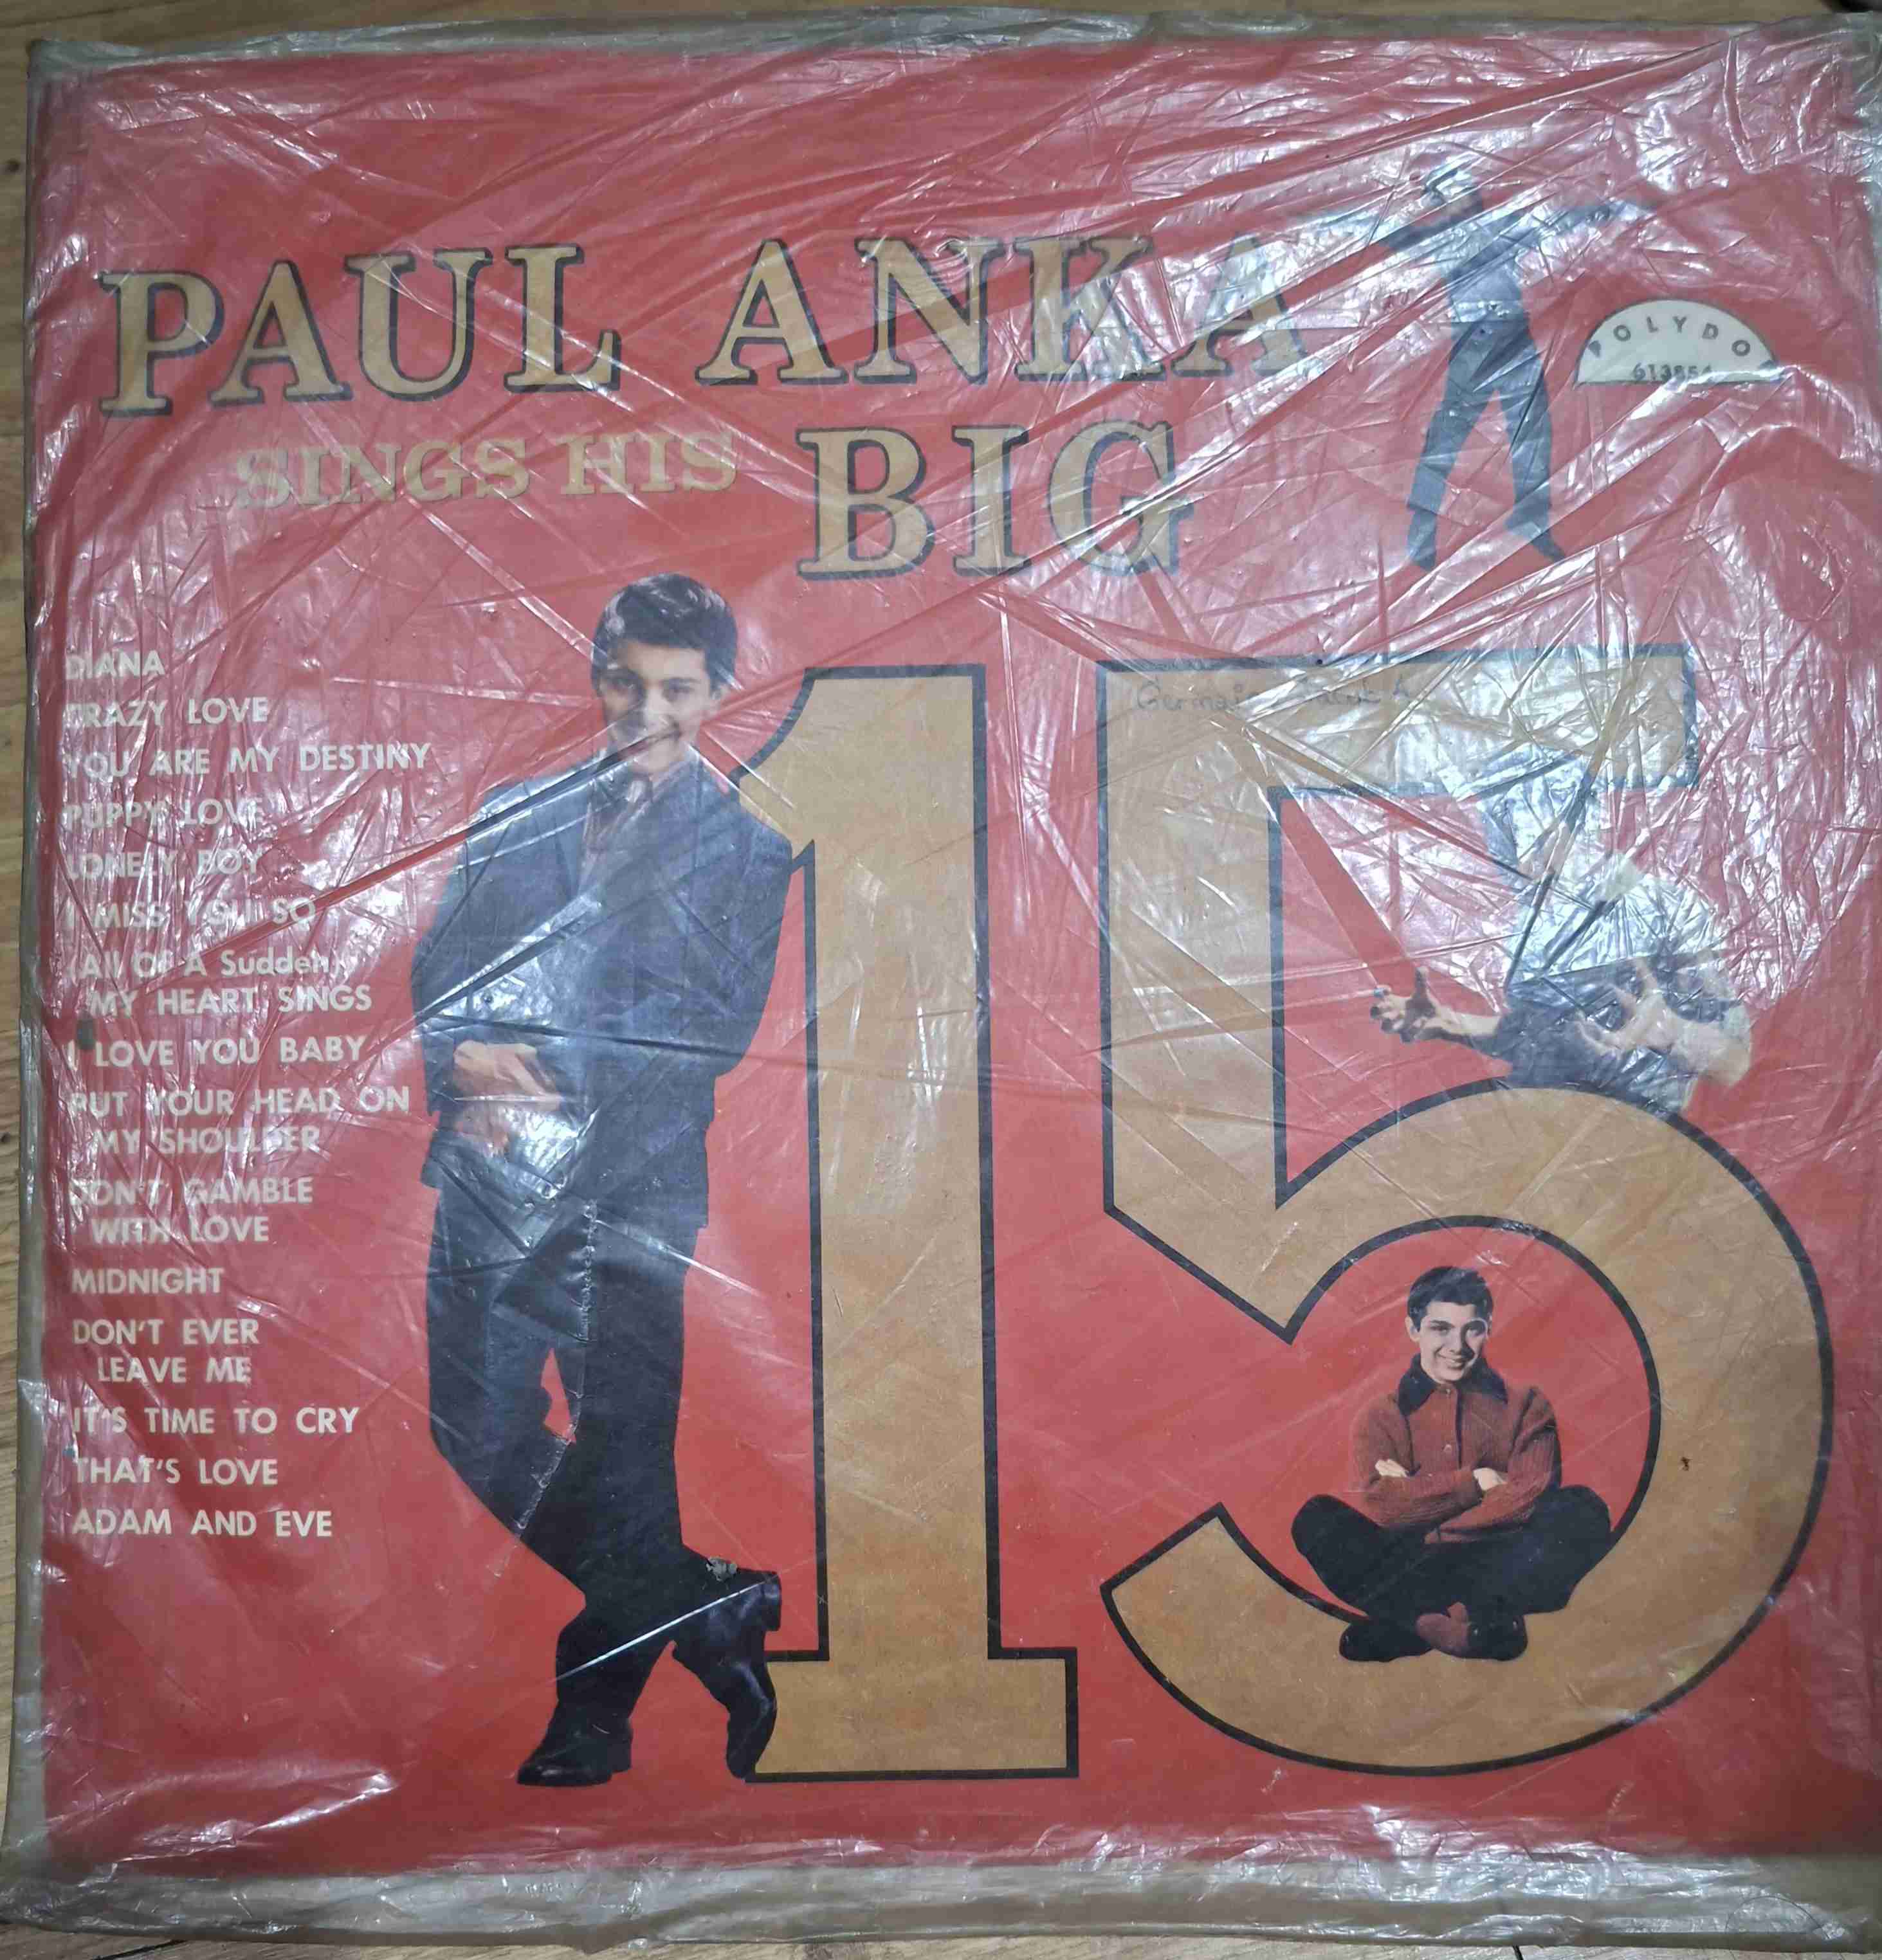 PAUL ANKA
POLYDO
SINGS HIS BIG
15
DIANA
CRAZY LOVE
YOU ARE MY DESTINY
PUPPY LOVE
LONELY BOY
I MISS YOU SO
(All Of A Sudden)
MY HEART SINGS
I LOVE YOU BABY
PUT YOUR HEAD ON
MY SHOULDER
DON'T GAMBLE
WITH LOVE
MIDNIGHT
DON'T EVER
LEAVE ME
IT'S TIME TO CRY
THAT'S LOVE
ADAM AND EVE